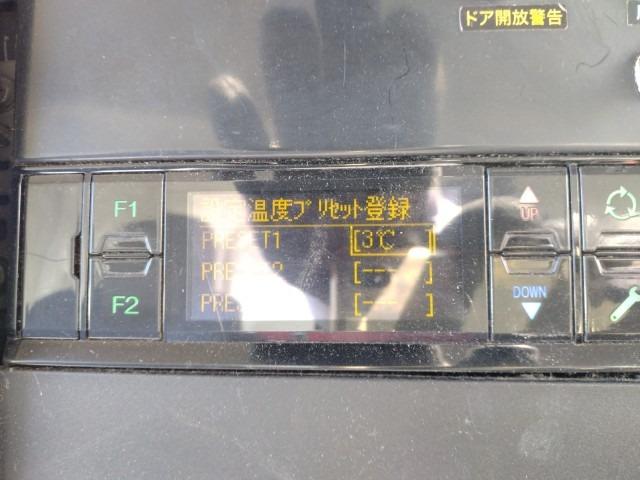 ドア開放警告
F1
設定温度プリセット登録
UP
PRESET1 [3℃ ]
[--- ]
F2
DOWN
[--- ]